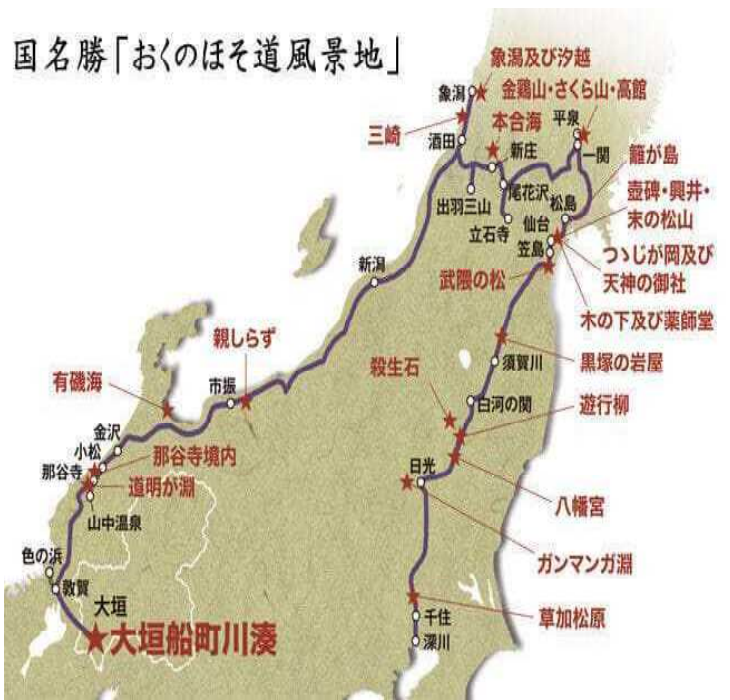 国名勝「おくのほそ道風景地」
象潟及び汐越
金鶏山・さくら山・高館
象潟
平泉
本合海
三崎
酒田
新庄
一関
籬が島
尾花沢
出羽三山
壺碑・興井・
末の松山
松島
立石寺
仙台
笠島
つゝじが岡及び
天神の御社
新潟
武隈の松
木の下及び薬師堂
親しらず
黒塚の岩屋
須賀川
殺生石
有磯海
市振
白河の関
遊行柳
金沢
小松
那谷寺境内
那谷寺
日光
道明が淵
八幡宮
山中温泉
ガンマンガ淵
色の浜
敦賀
大垣
草加松原
千住
大垣船町川湊
深川